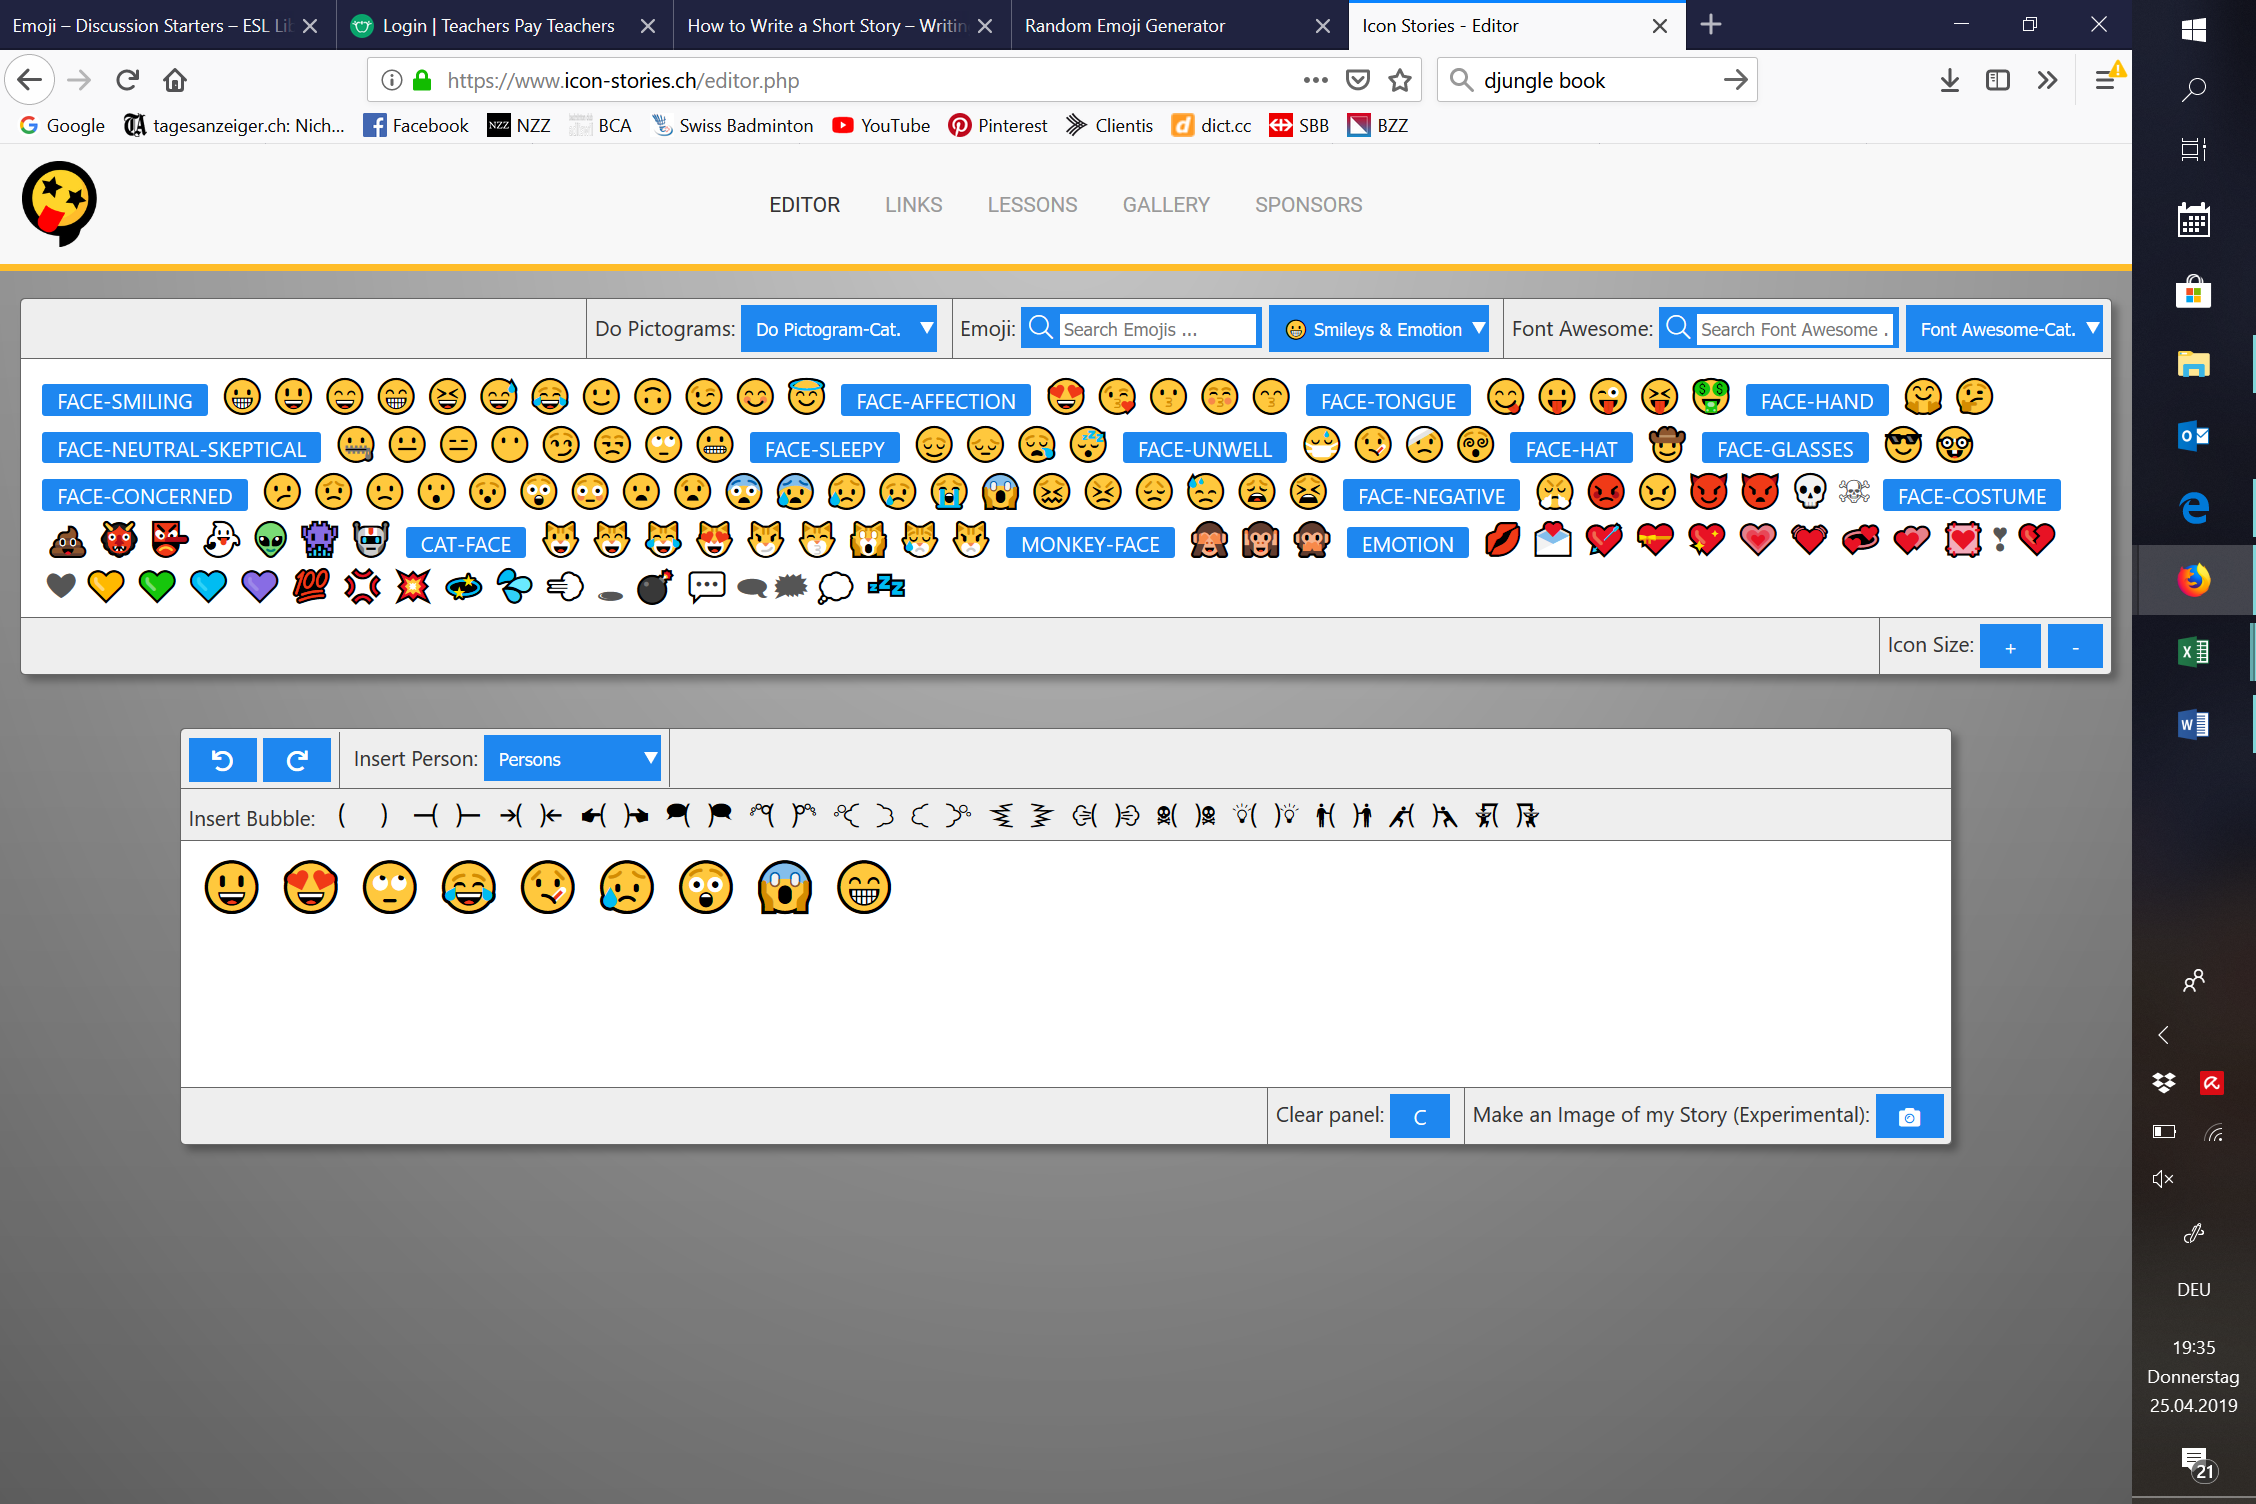 Emoji – Discussion Starters – ESL Lib
Login | Teachers Pay Teachers
How to Write a Short Story – Writin
Random Emoji Generator
Icon Stories - Editor
https://www.icon-stories.ch/editor.php
djungle book
Google
tagesanzeiger.ch: Nich...
Facebook
NZZ NZZ
BCA
Swiss Badminton
YouTube
Pinterest
Clientis
dict.cc
SBB
BZZ
EDITOR LINKS LESSONS GALLERY SPONSORS
Do Pictograms: Do Pictogram-Cat.
Emoji: Search Emojis ... Smileys & Emotion
Font Awesome: Search Font Awesome . Font Awesome-Cat.
FACE-SMILING FACE-AFFECTION FACE-TONGUE FACE-HAND
FACE-NEUTRAL-SKEPTICAL FACE-SLEEPY FACE-UNWELL FACE-HAT FACE-GLASSES
FACE-CONCERNED FACE-NEGATIVE FACE-COSTUME
CAT-FACE MONKEY-FACE EMOTION
Icon Size: + -
Insert Person: Persons
Insert Bubble:
Clear panel: C
Make an Image of my Story (Experimental):
DEU
19:35
Donnerstag
25.04.2019
21